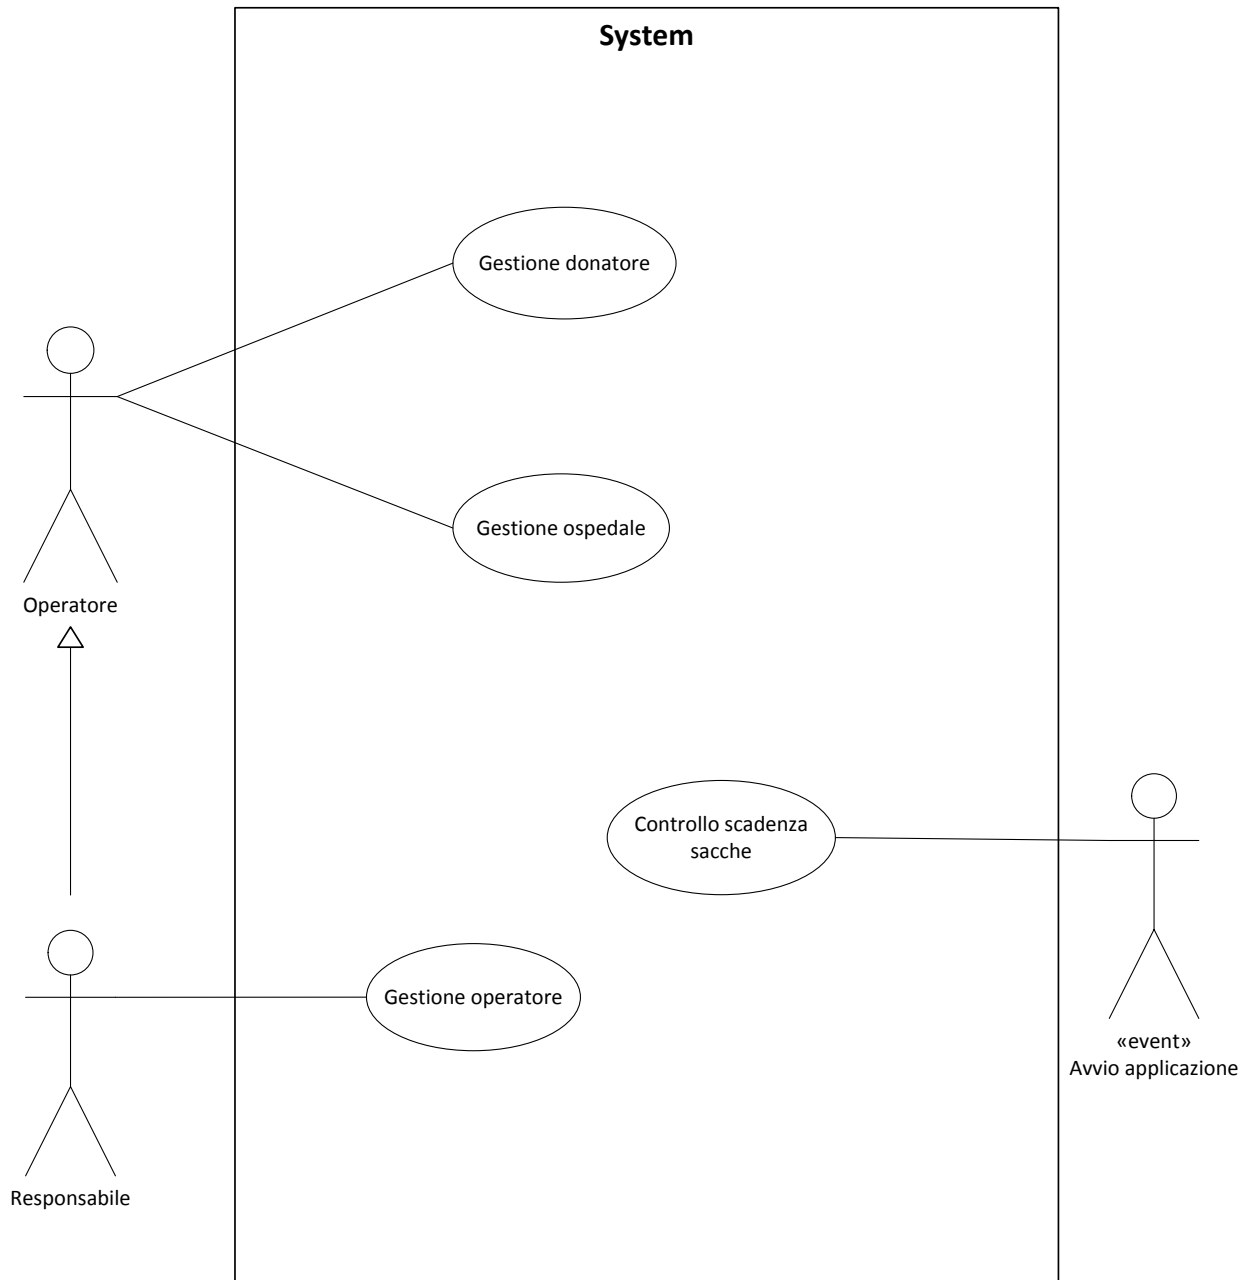 System
Gestione donatore
Gestione ospedale
Operatore
Controllo scadenza
sacche
Gestione operatore
«event»
Avvio applicazione
Responsabile